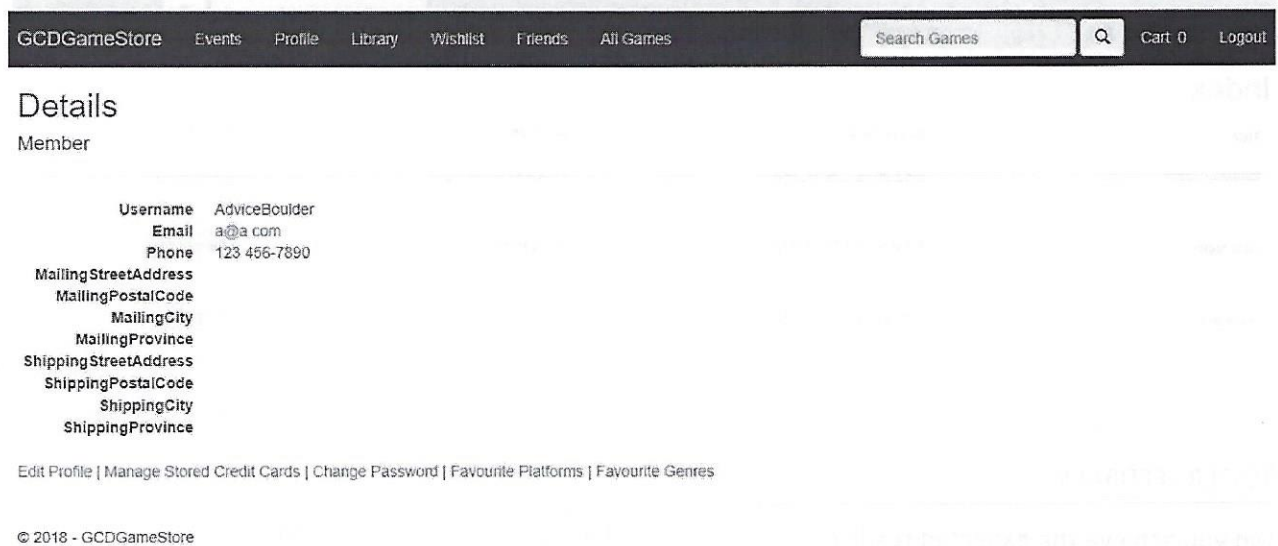 GCDGameStore Events Profile Library Wishlist Friends All Games Search Games Cart 0 Logout
Details
Member
Username AdviceBoulder
Email a@a.com
Phone 123 456-7890
MailingStreetAddress
MailingPostalCode
MailingCity
MailingProvince
ShippingStreetAddress
ShippingPostalCode
ShippingCity
ShippingProvince
Edit Profile | Manage Stored Credit Cards | Change Password | Favourite Platforms | Favourite Genres
© 2018 - GCDGameStore